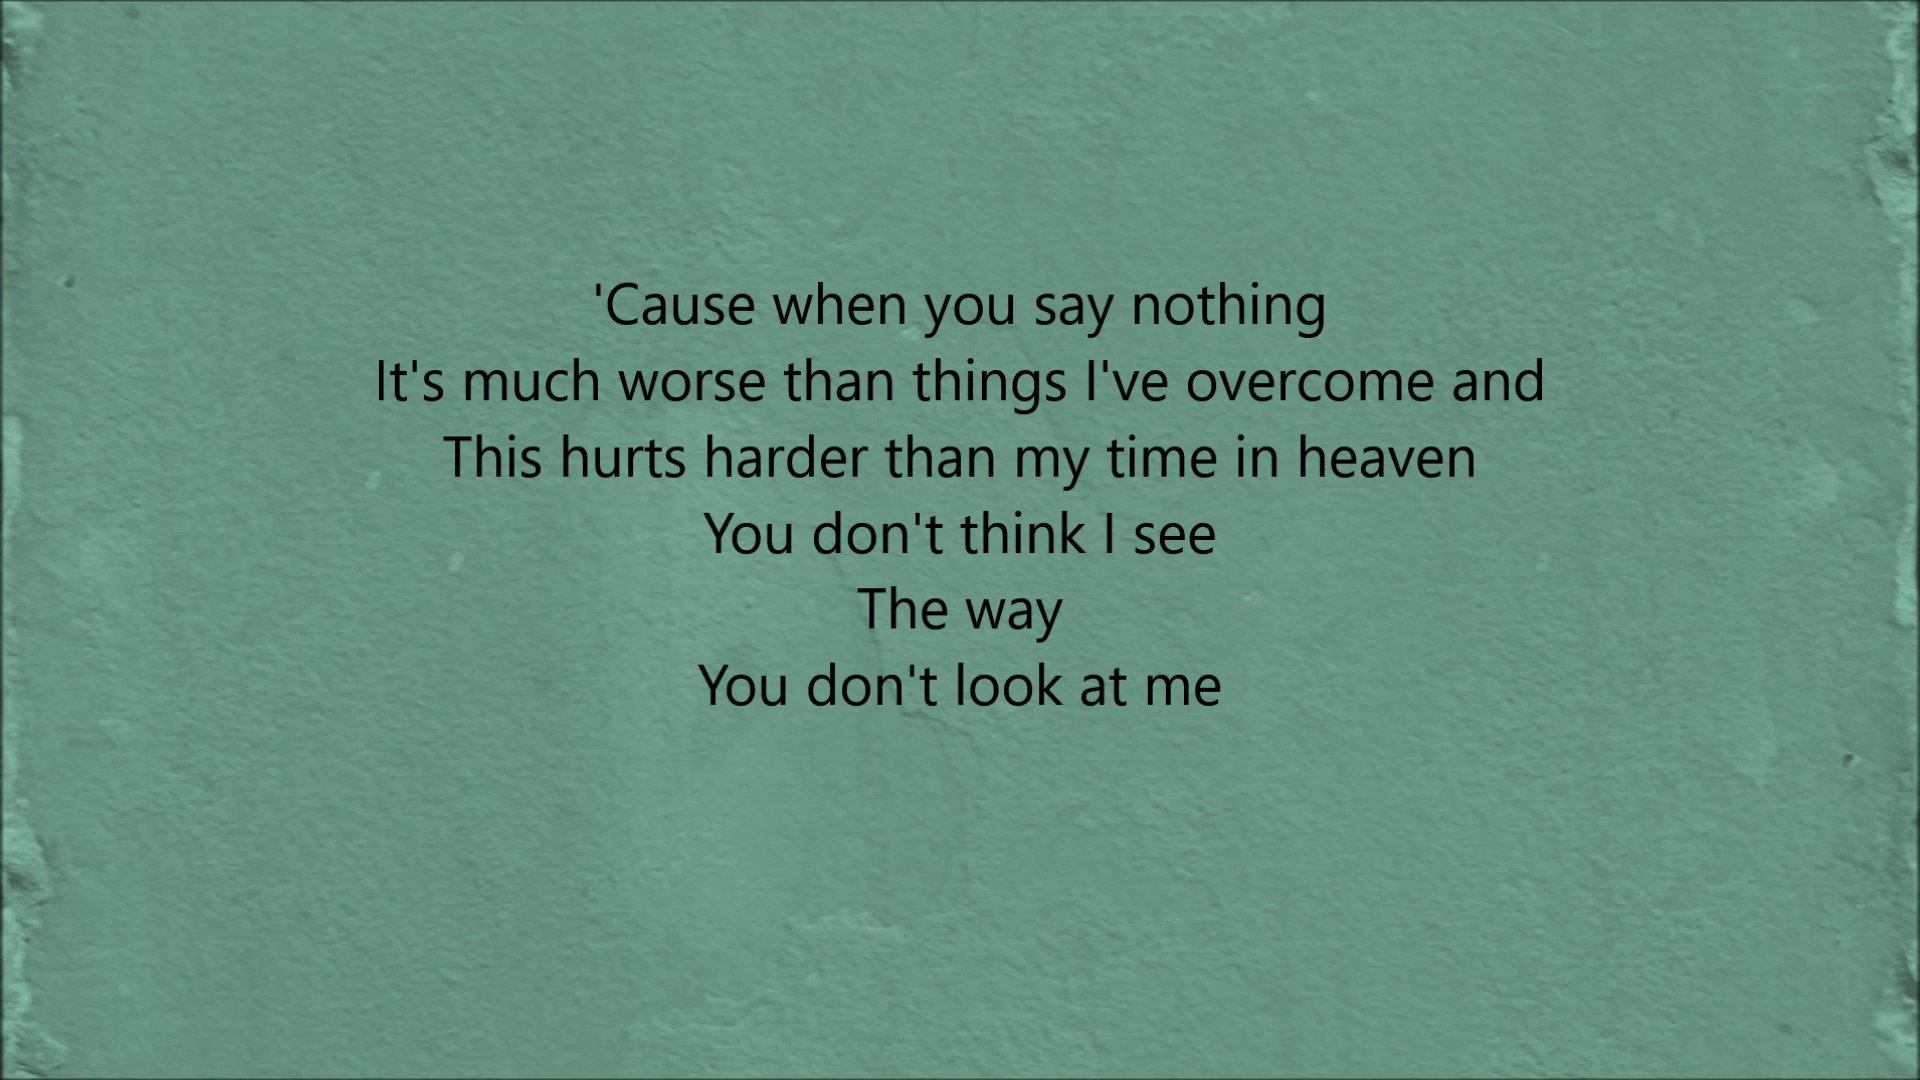 'Cause when you say nothing
It's much worse than things I've overcome and
This hurts harder than my time in heaven
You don't think I see
The way
You don't look at me